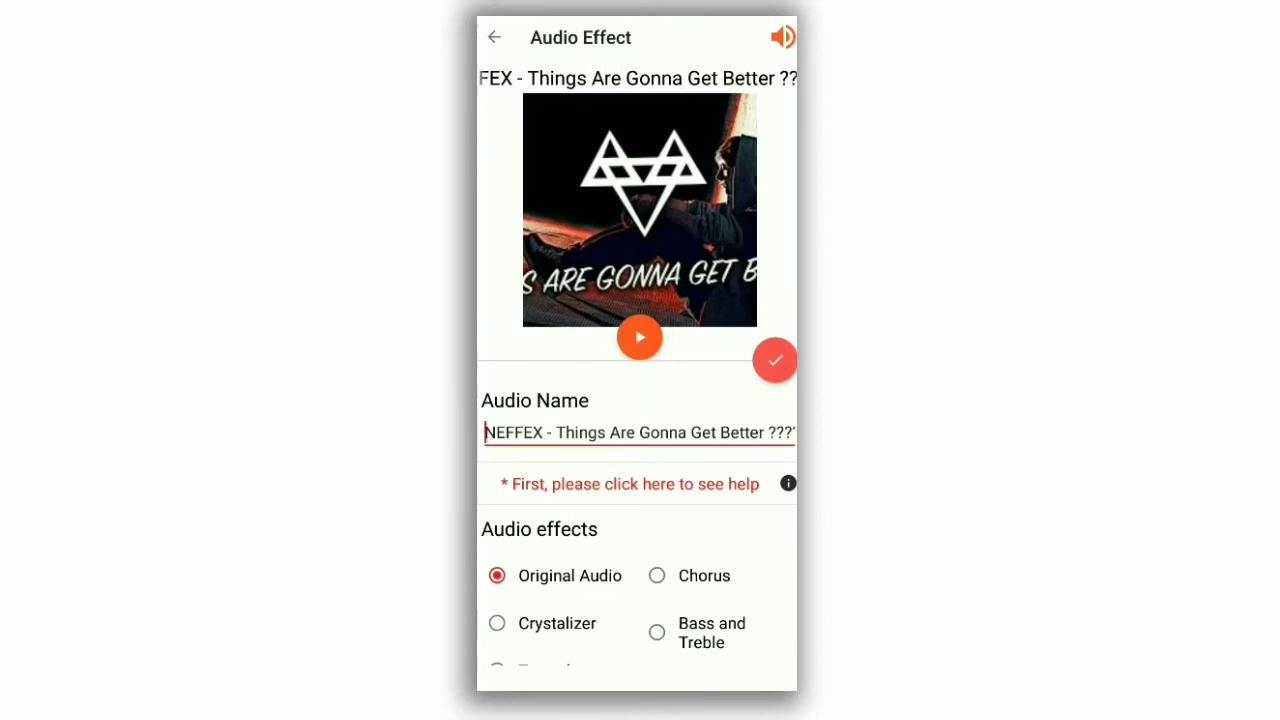 Audio Effect
FEX - Things Are Gonna Get Better ??
S ARE GONNA GET B
Audio Name
NEFFEX - Things Are Gonna Get Better ???
* First, please click here to see help
Audio effects
Original Audio
Chorus
Crystalizer
Bass and
Treble